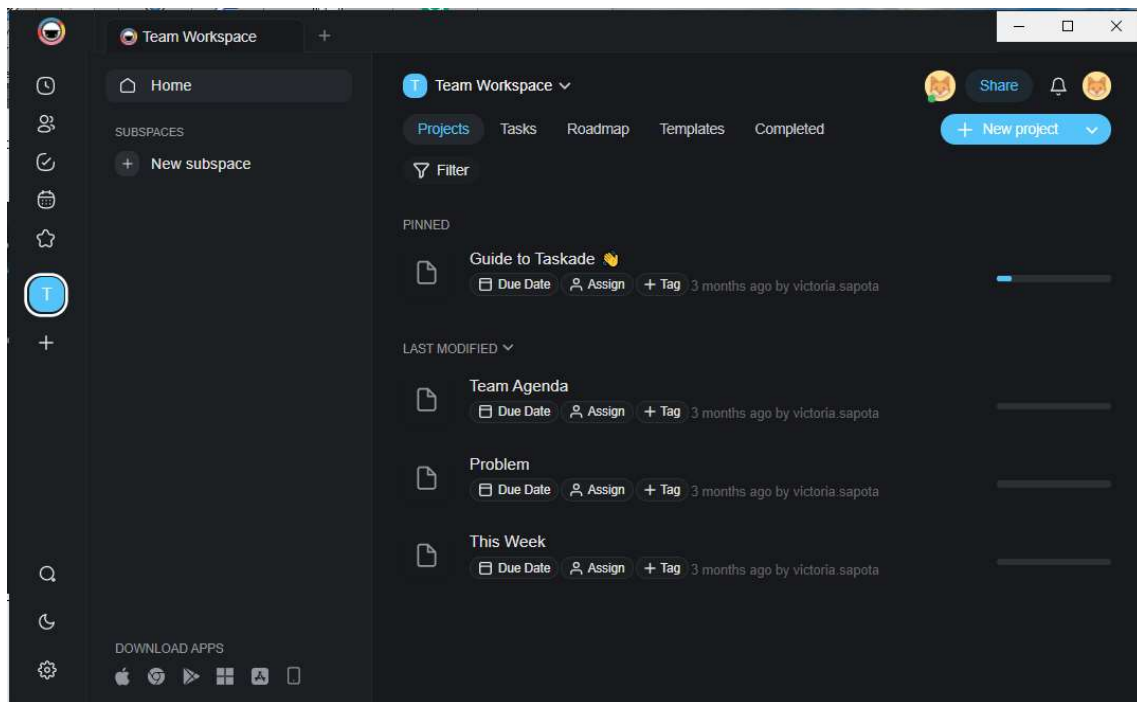 Team Workspace
Home
SUBSPACES
New subspace
DOWNLOAD APPS
T
T Team Workspace
Share
Projects Tasks Roadmap Templates Completed
+ New project
Filter
PINNED
Guide to Taskade 👋
Due Date Assign + Tag 3 months ago by victoria.sapota
LAST MODIFIED
Team Agenda
Due Date Assign + Tag 3 months ago by victoria.sapota
Problem
Due Date Assign + Tag 3 months ago by victoria.sapota
This Week
Due Date Assign + Tag 3 months ago by victoria.sapota